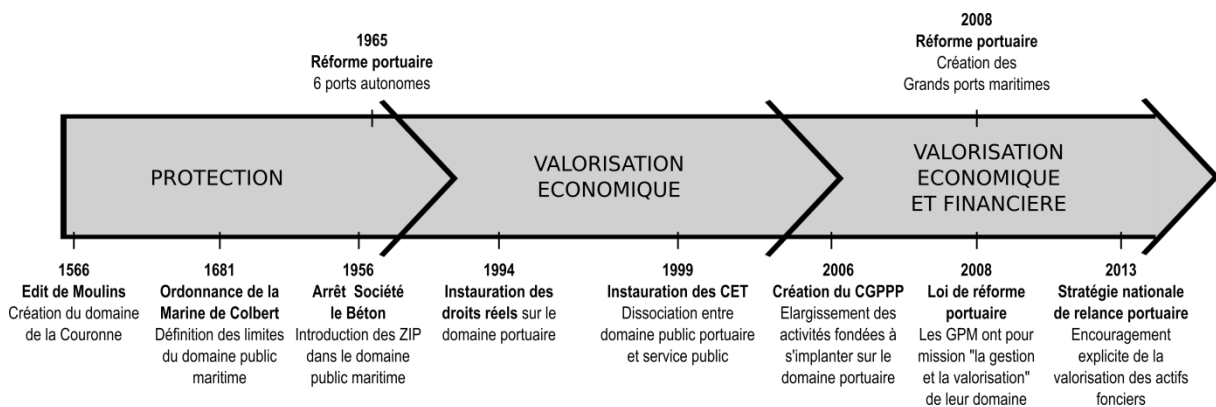 1965
Réforme portuaire
6 ports autonomes
2008
Réforme portuaire
Création des
Grands ports maritimes
PROTECTION
VALORISATION
ECONOMIQUE
VALORISATION
ECONOMIQUE
ET FINANCIERE
1566
Edit de Moulins
Création du domaine
de la Couronne
1681
Ordonnance de la
Marine de Colbert
Définition des limites
du domaine public
maritime
1956
Arrêt Société
le Béton
Introduction des ZIP
dans le domaine
public maritime
1994
Instauration des
droits réels sur le
domaine portuaire
1999
Instauration des CET
Dissociation entre
domaine public portuaire
et service public
2006
Création du CGPPP
Elargissement des
activités fondées à
s'implanter sur le
domaine portuaire
2008
Loi de réforme
portuaire
Les GPM ont pour
mission "la gestion
et la valorisation"
de leur domaine
2013
Stratégie nationale
de relance portuaire
Encouragement
explicite de la
valorisation des actifs
fonciers